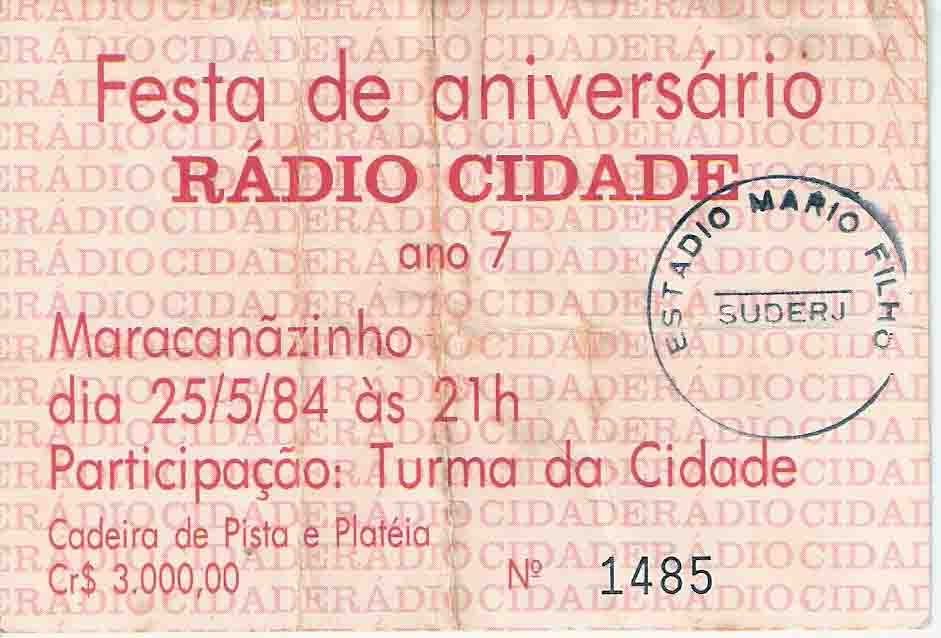 Festa de aniversário
RÁDIO CIDADE
ano 7
ESTADIO MARIO FILHO
SUDERJ
Maracanãzinho
dia 25/5/84 às 21h
Participação: Turma da Cidade
Cadeira de Pista e Platéia
Cr$ 3.000,00
Nº 1485